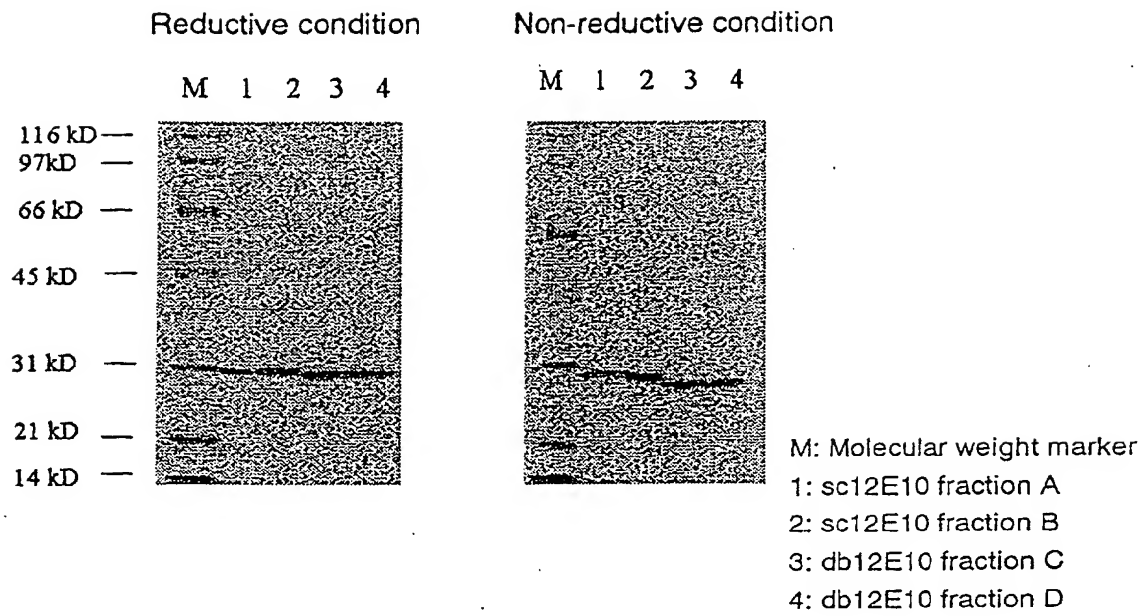 Reductive condition
Non-reductive condition
M 1 2 3 4
M 1 2 3 4
116 kD
97kD
66 kD
45 kD
31 kD
21 kD
14 kD
M: Molecular weight marker
1: sc12E10 fraction A
2: sc12E10 fraction B
3: db12E10 fraction C
4: db12E10 fraction D